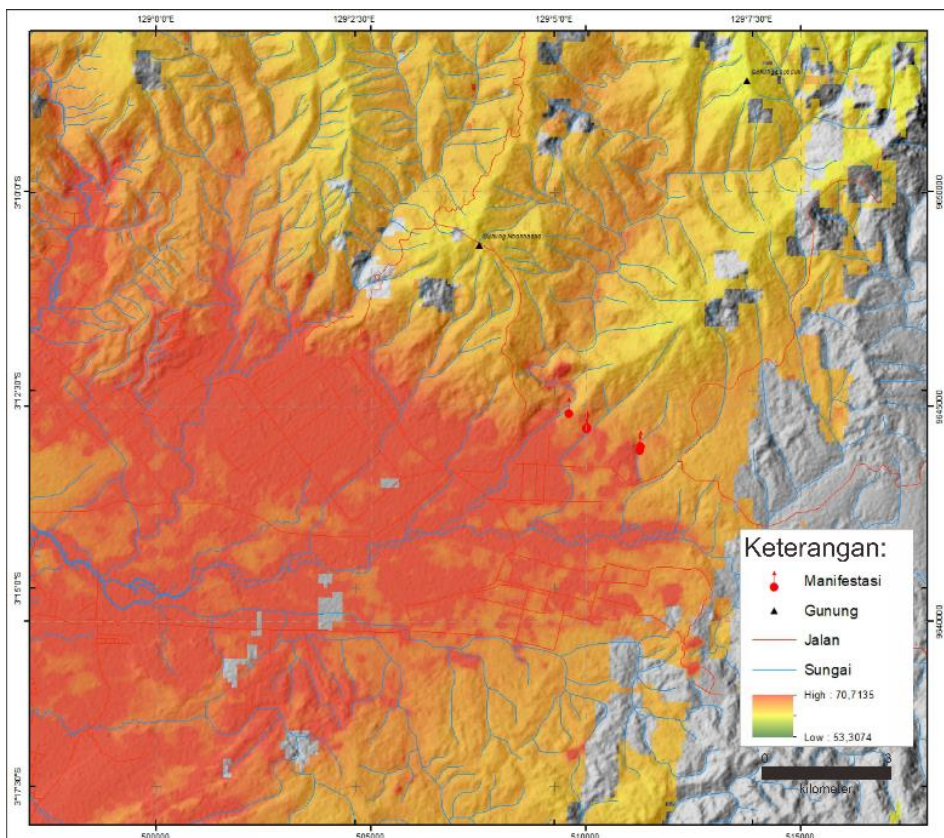 129°0'0"E 129°2'30"E 129°5'0"E 129°7'30"E
3°10'0"S
9650000
3°12'30"S
9645000
Keterangan:
Manifestasi
Gunung
Jalan
Sungai
High : 70,7135
Low : 53,3074
3°15'0"S
9640000
0 3
kilometer
3°17'30"S
500000 505000 510000 515000